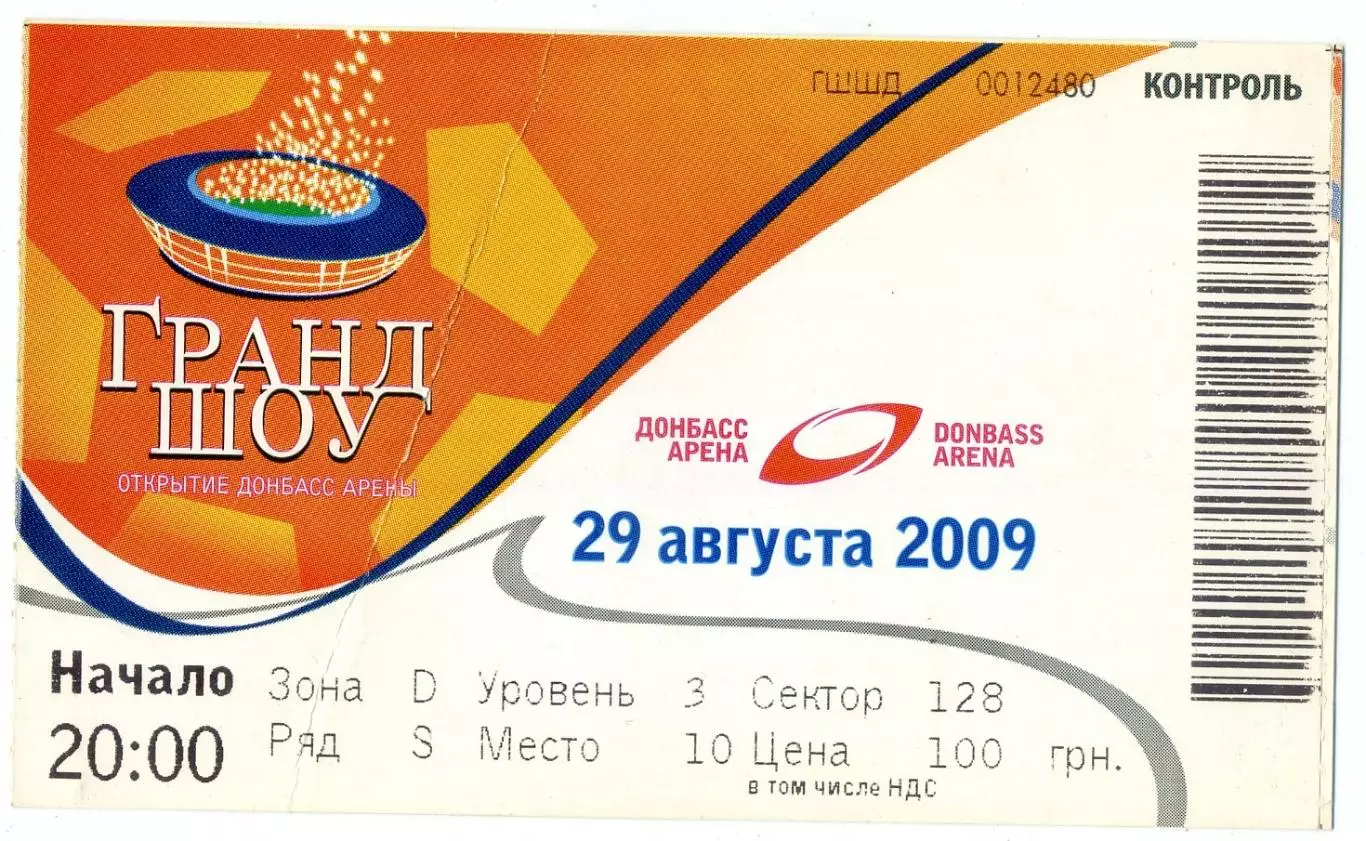 ГШШД 0012480 КОНТРОЛЬ
ГРАНД
ШОУ
ОТКРЫТИЕ ДОНБАСС АРЕНЫ
ДОНБАСС
АРЕНА
DONBASS
ARENA
29 августа 2009
Начало
20:00
Зона D Уровень 3 Сектор 128
Ряд S Место 10 Цена 100 грн.
в том числе НДС